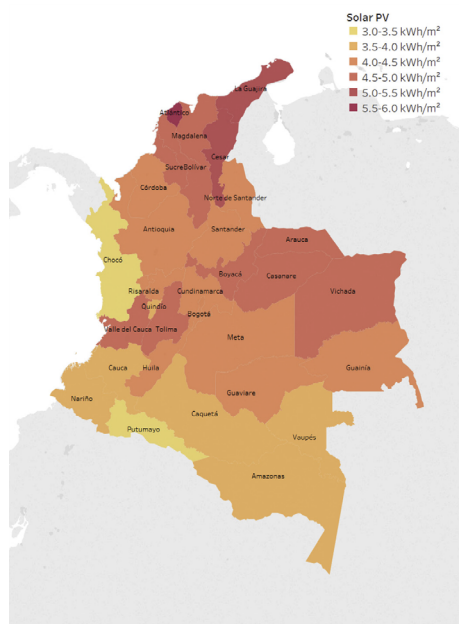 Solar PV
3.0-3.5 kWh/m²
3.5-4.0 kWh/m²
4.0-4.5 kWh/m²
4.5-5.0 kWh/m²
5.0-5.5 kWh/m²
5.5-6.0 kWh/m²
La Guajira
Atlántico
Magdalena
Cesar
Sucre Bolívar
Córdoba
Norte de Santander
Antioquia
Santander
Arauca
Chocó
Boyacá
Casanare
Risaralda
Cundinamarca
Vichada
Quindío
Bogotá
Valle del Cauca
Tolima
Meta
Cauca
Huila
Guainía
Guaviare
Nariño
Caquetá
Putumayo
Vaupés
Amazonas